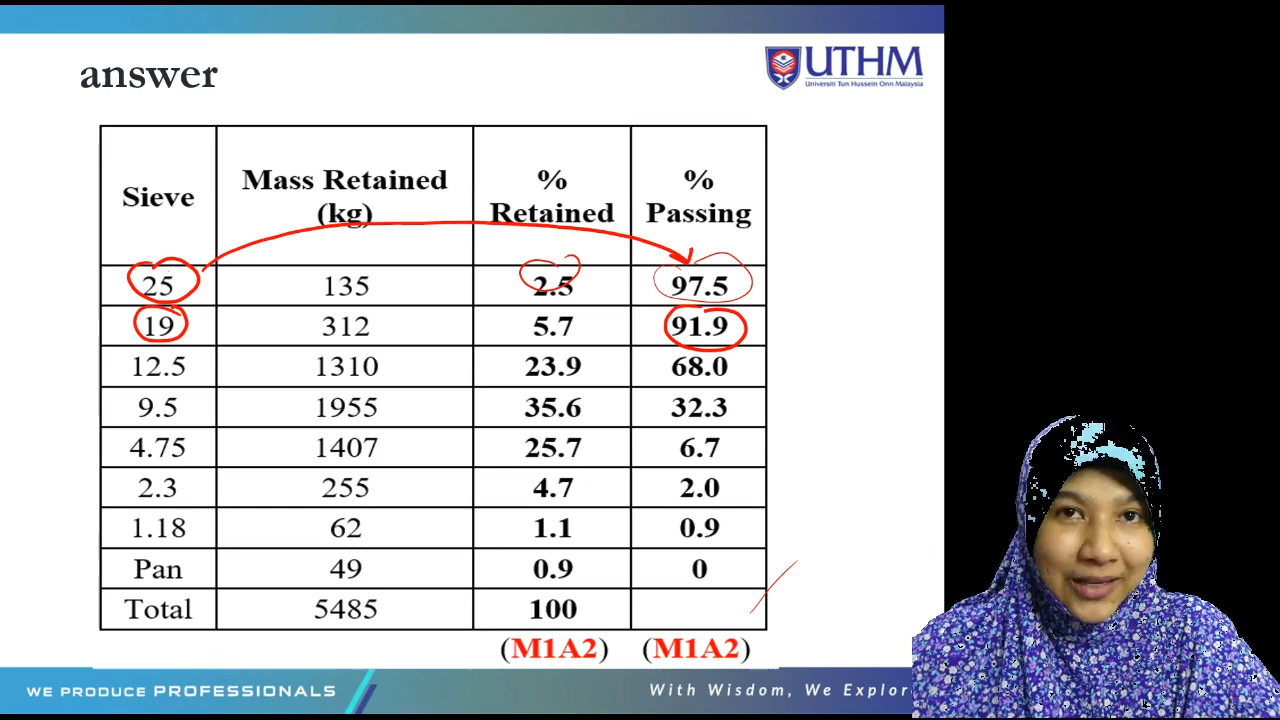 answer
UTHM
Universiti Tun Hussein Onn Malaysia
Sieve Mass Retained (kg) % Retained % Passing
25 135 2.5 97.5
19 312 5.7 91.9
12.5 1310 23.9 68.0
9.5 1955 35.6 32.3
4.75 1407 25.7 6.7
2.3 255 4.7 2.0
1.18 62 1.1 0.9
Pan 49 0.9 0
Total 5485 100
(M1A2) (M1A2)
WE PRODUCE PROFESSIONALS
With Wisdom, We Explor